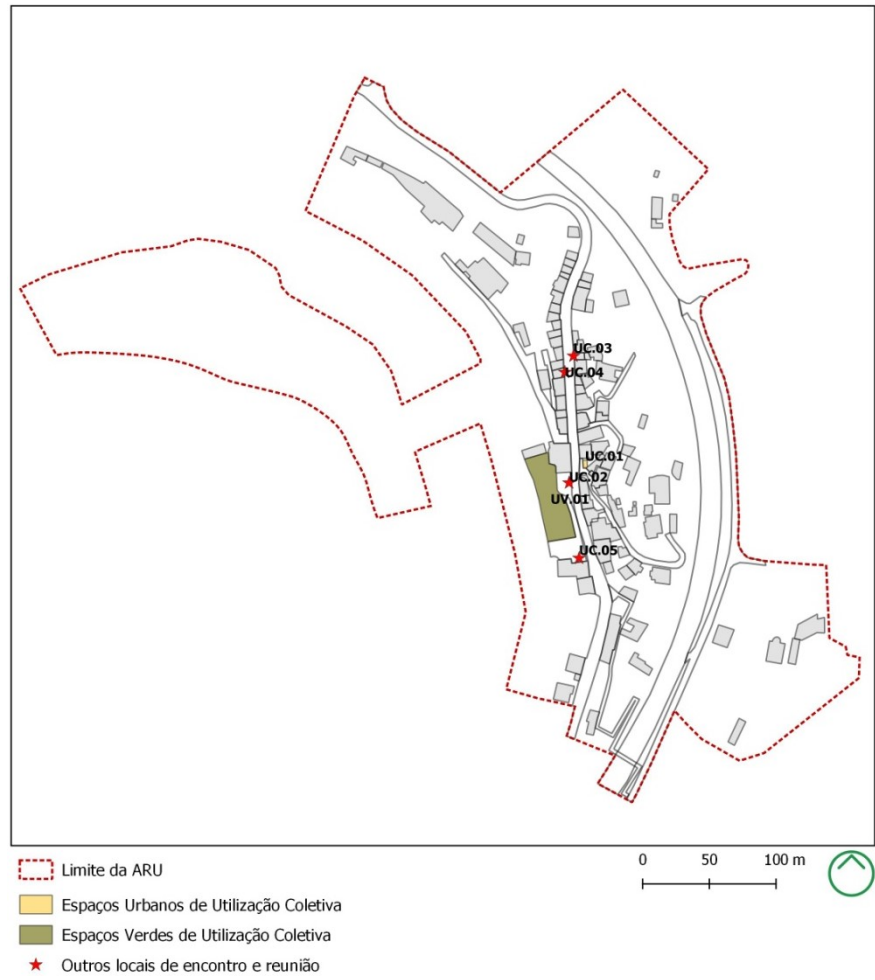 UC.03
UC.04
UC.01
UC.02
UV.01
UC.05
Limite da ARU
0 50 100 m
Espaços Urbanos de Utilização Coletiva
Espaços Verdes de Utilização Coletiva
Outros locais de encontro e reunião